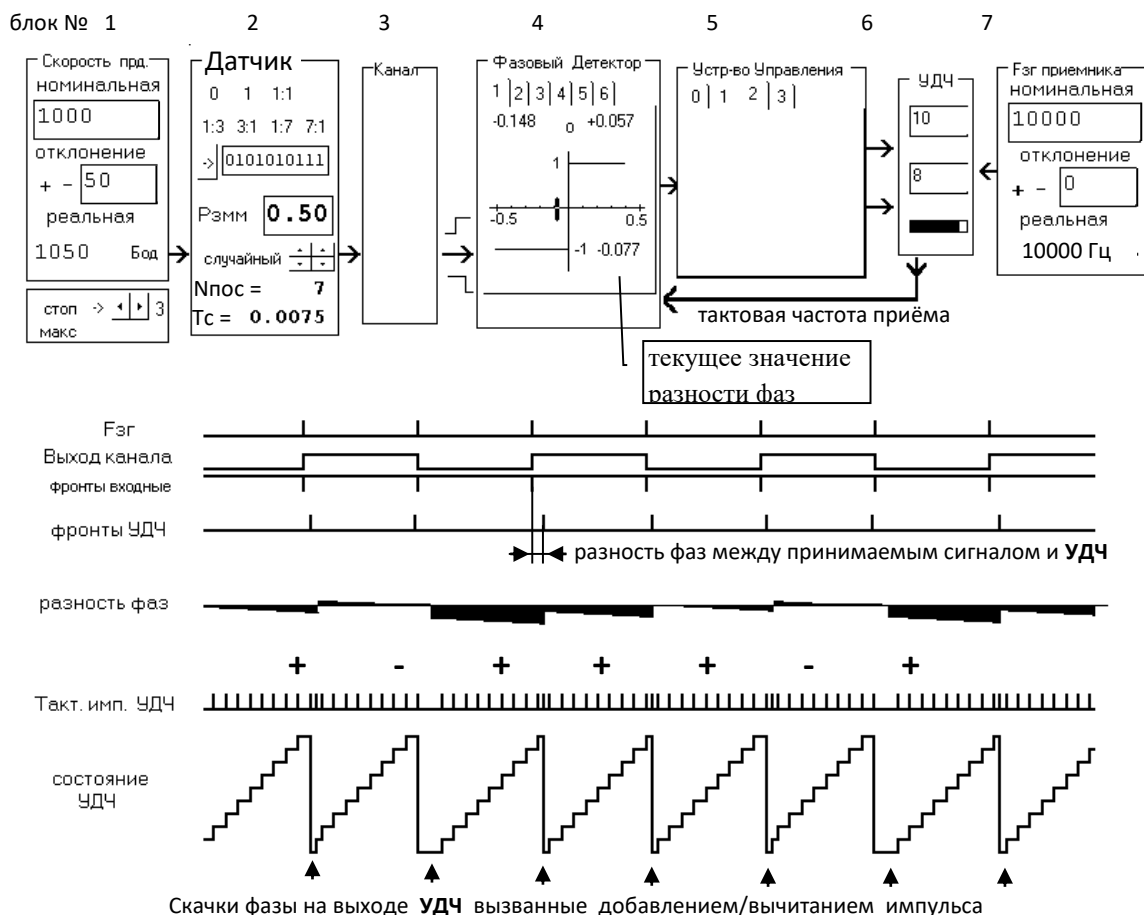 блок № 1 2 3 4 5 6 7
Скорость прд.
номинальная
1000
отклонение
+ - 50
реальная
1050 Бод
стоп -> 3
макс
Датчик
0 1 1:1
1:3 3:1 1:7 7:1
-> 0101010111
Pзмм 0.50
случайный
Nпос = 7
Tс = 0.0075
Канал
Фазовый Детектор
1 |2| 3| 4| 5| 6|
-0.148 0 +0.057
1
-0.5 0.5
-1 -0.077
Устр-во Управления
0| 1 2| 3|
УДЧ
10
8
Fзг приемника
номинальная
10000
отклонение
+ - 0
реальная
10000 Гц
тактовая частота приёма
текущее значение
разности фаз
Fзг
Выход канала
фронты входные
фронты УДЧ
разность фаз между принимаемым сигналом и УДЧ
разность фаз
+ - + + + - +
Такт. имп. УДЧ
состояние
УДЧ
Скачки фазы на выходе УДЧ вызванные добавлением/вычитанием импульса